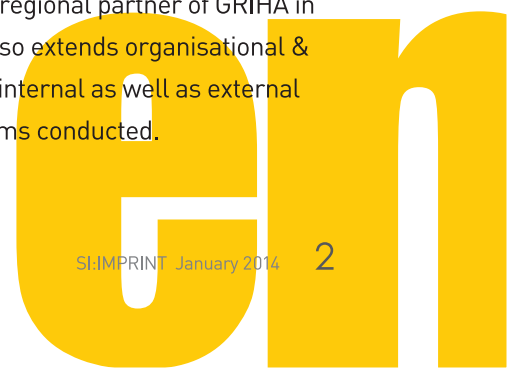 regional partner of GRIHA in
so extends organisational &
internal as well as external
ms conducted.
en
SI:IMPRINT January 2014 2